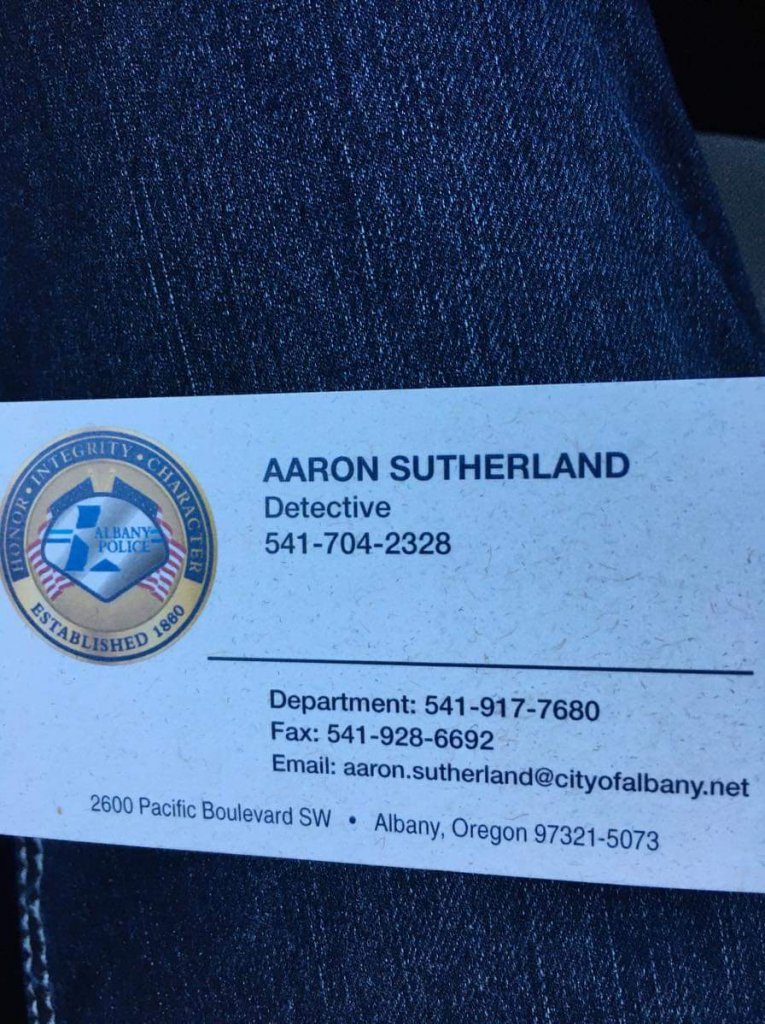 HONOR • INTEGRITY • CHARACTER
ALBANY
POLICE
ESTABLISHED 1860
AARON SUTHERLAND
Detective
541-704-2328
Department: 541-917-7680
Fax: 541-928-6692
Email: aaron.sutherland@cityofalbany.net
2600 Pacific Boulevard SW • Albany, Oregon 97321-5073